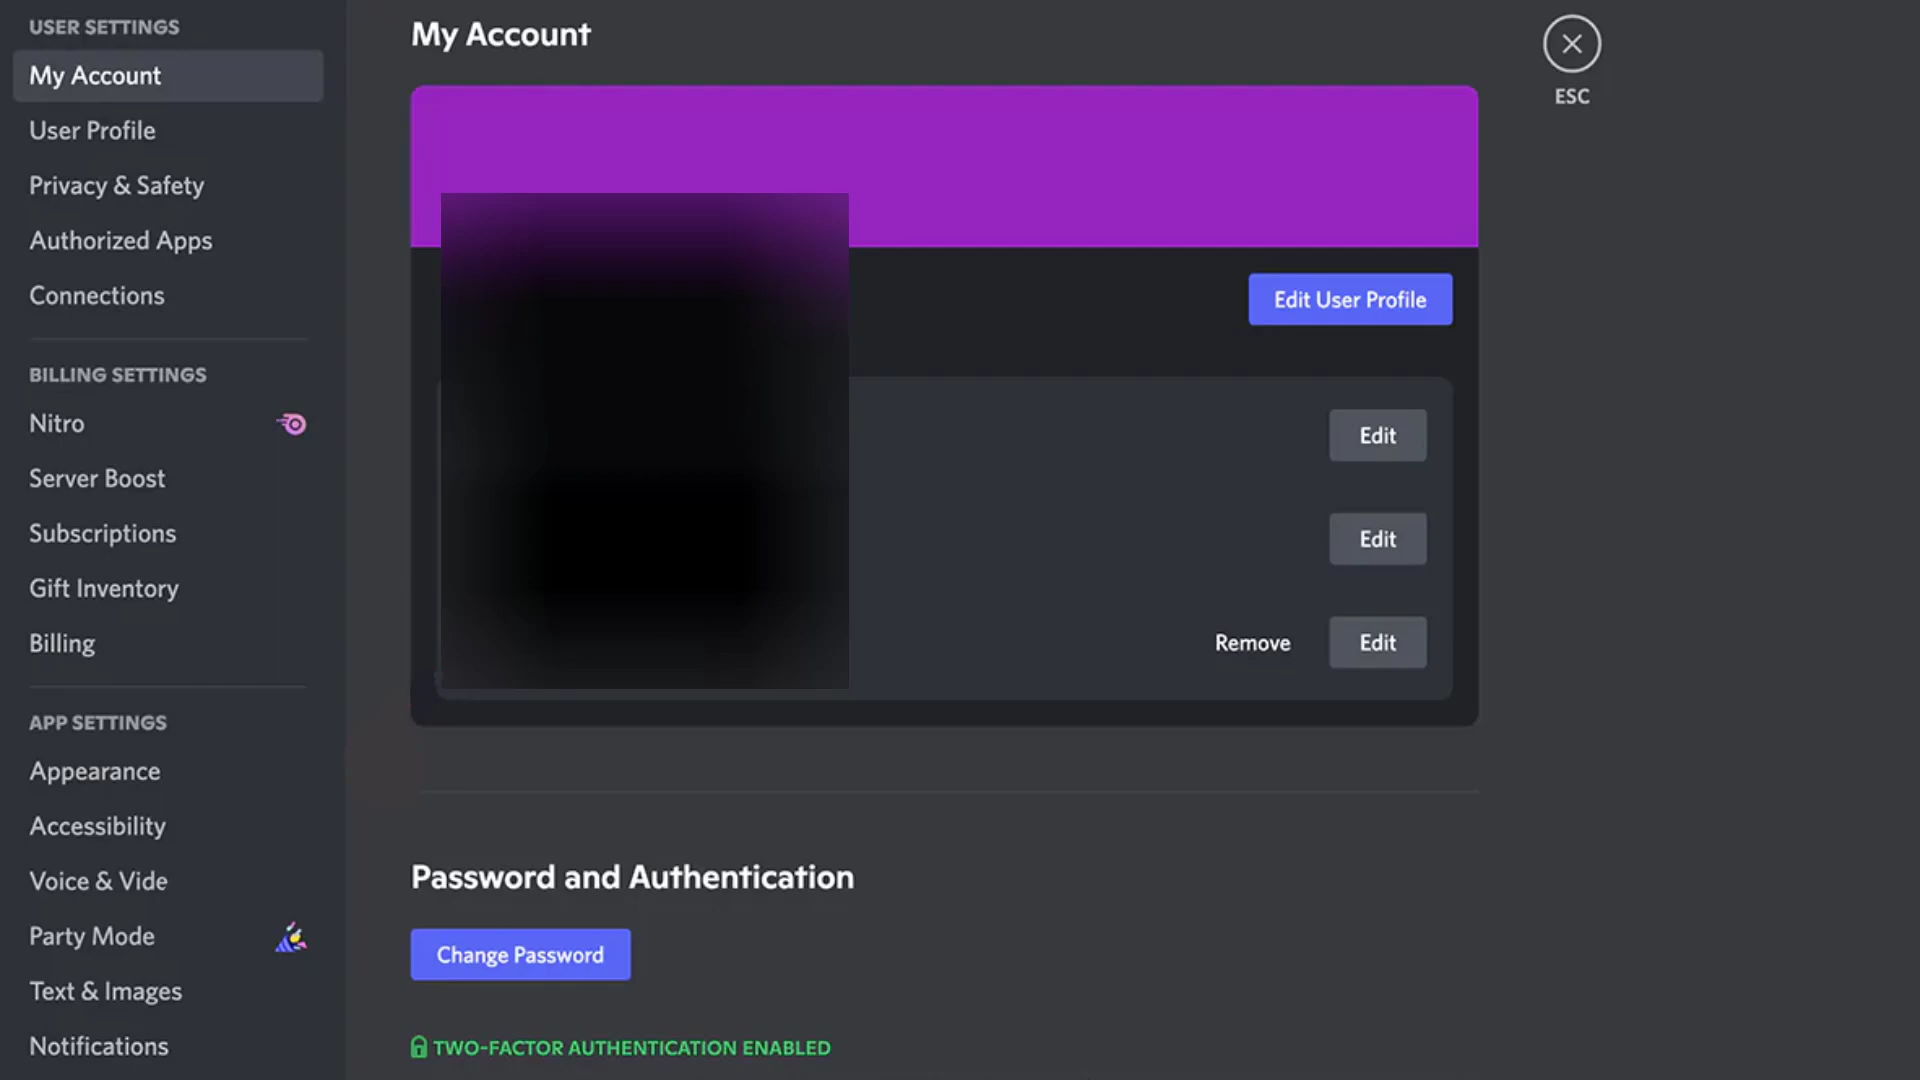 USER SETTINGS
My Account
User Profile
Privacy & Safety
Authorized Apps
Connections
BILLING SETTINGS
Nitro
Server Boost
Subscriptions
Gift Inventory
Billing
APP SETTINGS
Appearance
Accessibility
Voice & Vide
Party Mode
Text & Images
Notifications
My Account
ESC
Edit User Profile
Edit
Edit
Remove Edit
Password and Authentication
Change Password
TWO-FACTOR AUTHENTICATION ENABLED